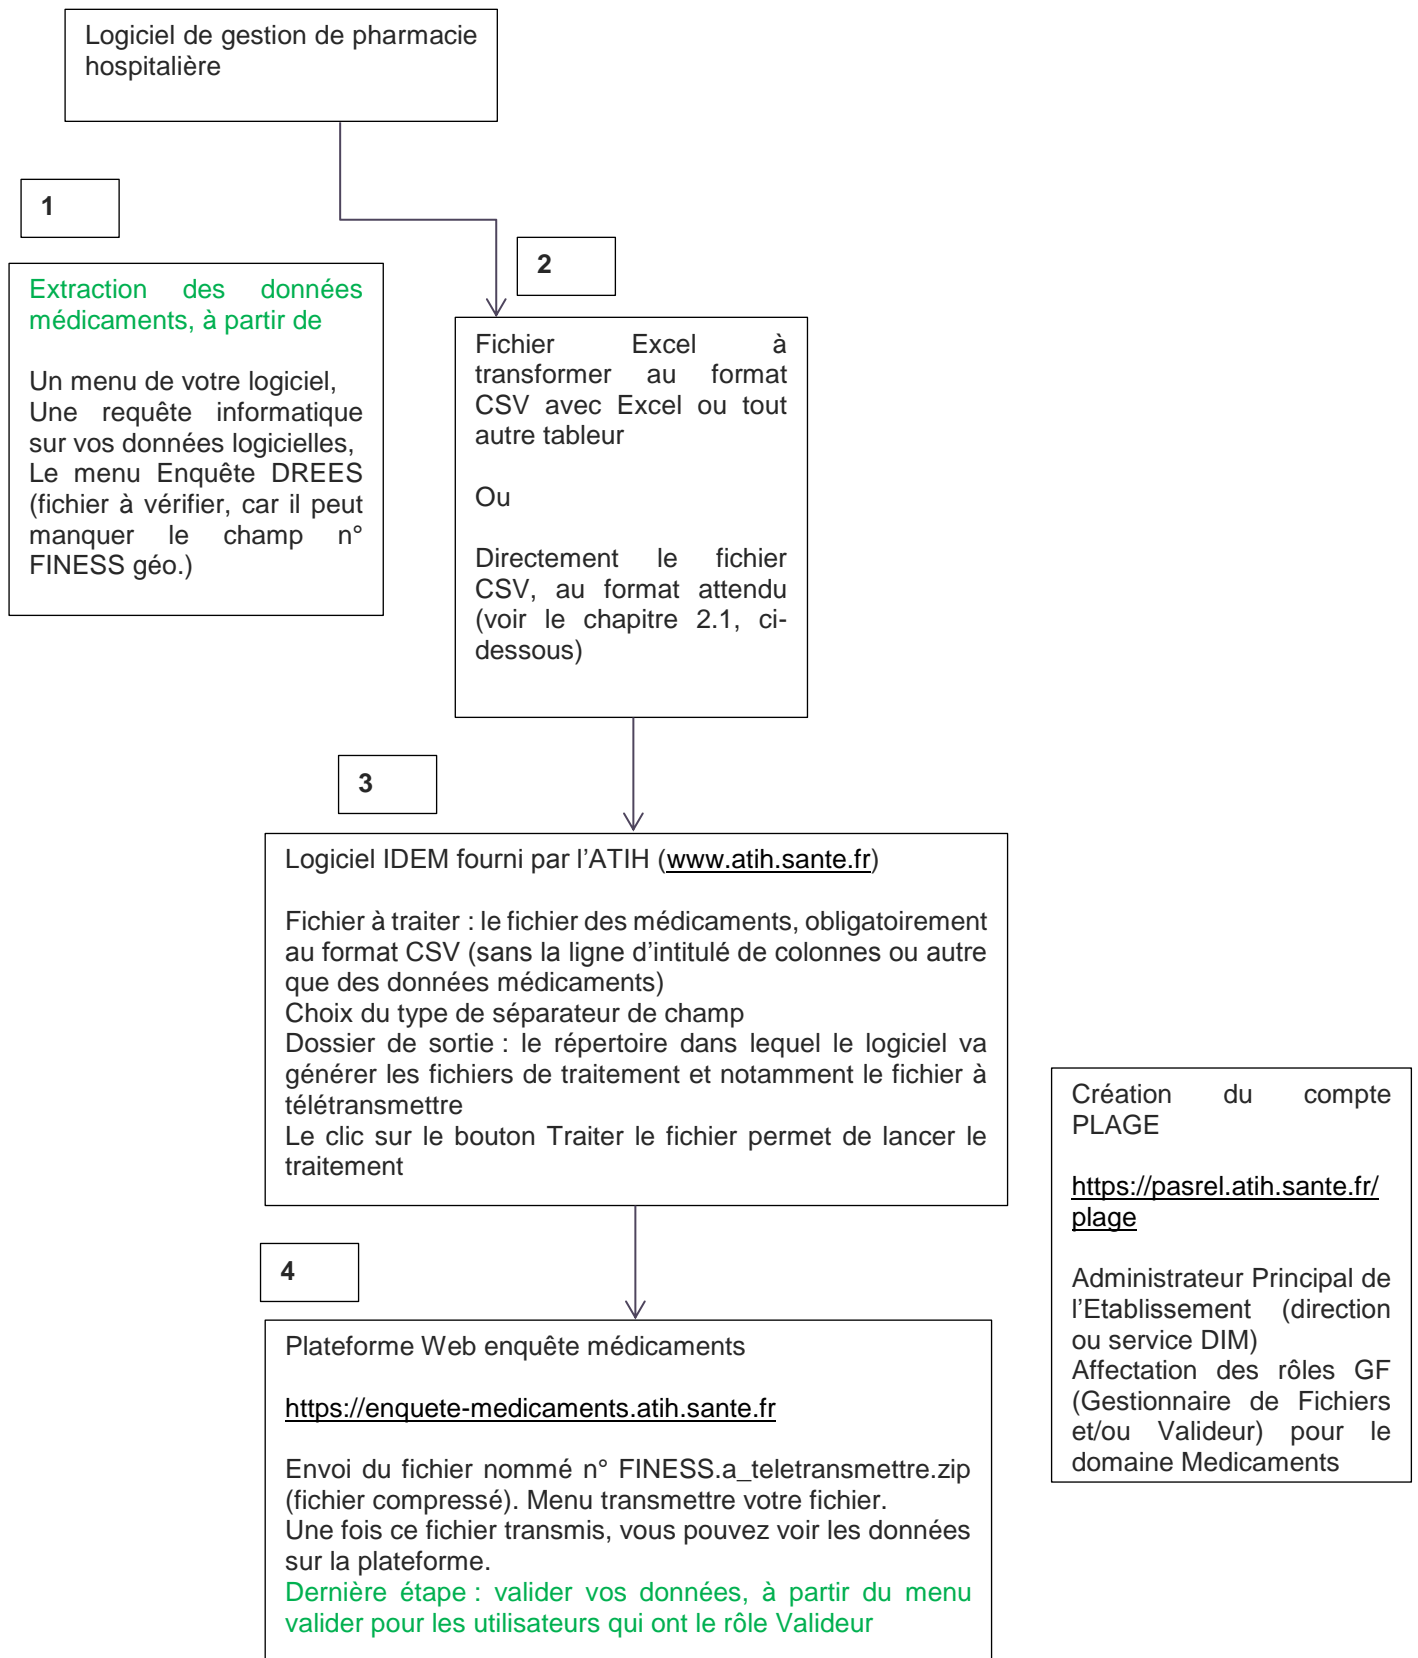 Logiciel de gestion de pharmacie
hospitalière
1
Extraction des données
médicaments, à partir de
Un menu de votre logiciel,
Une requête informatique
sur vos données logicielles,
Le menu Enquête DREES
(fichier à vérifier, car il peut
manquer le champ n°
FINESS géo.)
2
Fichier Excel à
transformer au format
CSV avec Excel ou tout
autre tableur
Ou
Directement le fichier
CSV, au format attendu
(voir le chapitre 2.1, ci-
dessous)
3
Logiciel IDEM fourni par l’ATIH (www.atih.sante.fr)
Fichier à traiter : le fichier des médicaments, obligatoirement
au format CSV (sans la ligne d’intitulé de colonnes ou autre
que des données médicaments)
Choix du type de séparateur de champ
Dossier de sortie : le répertoire dans lequel le logiciel va
générer les fichiers de traitement et notamment le fichier à
télétransmettre
Le clic sur le bouton Traiter le fichier permet de lancer le
traitement
4
Plateforme Web enquête médicaments
https://enquete-medicaments.atih.sante.fr
Envoi du fichier nommé n° FINESS.a_teletransmettre.zip
(fichier compressé). Menu transmettre votre fichier.
Une fois ce fichier transmis, vous pouvez voir les données
sur la plateforme.
Dernière étape : valider vos données, à partir du menu
valider pour les utilisateurs qui ont le rôle Valideur
Création du compte
PLAGE
https://pasrel.atih.sante.fr/
plage
Administrateur Principal de
l’Etablissement (direction
ou service DIM)
Affectation des rôles GF
(Gestionnaire de Fichiers
et/ou Valideur) pour le
domaine Medicaments